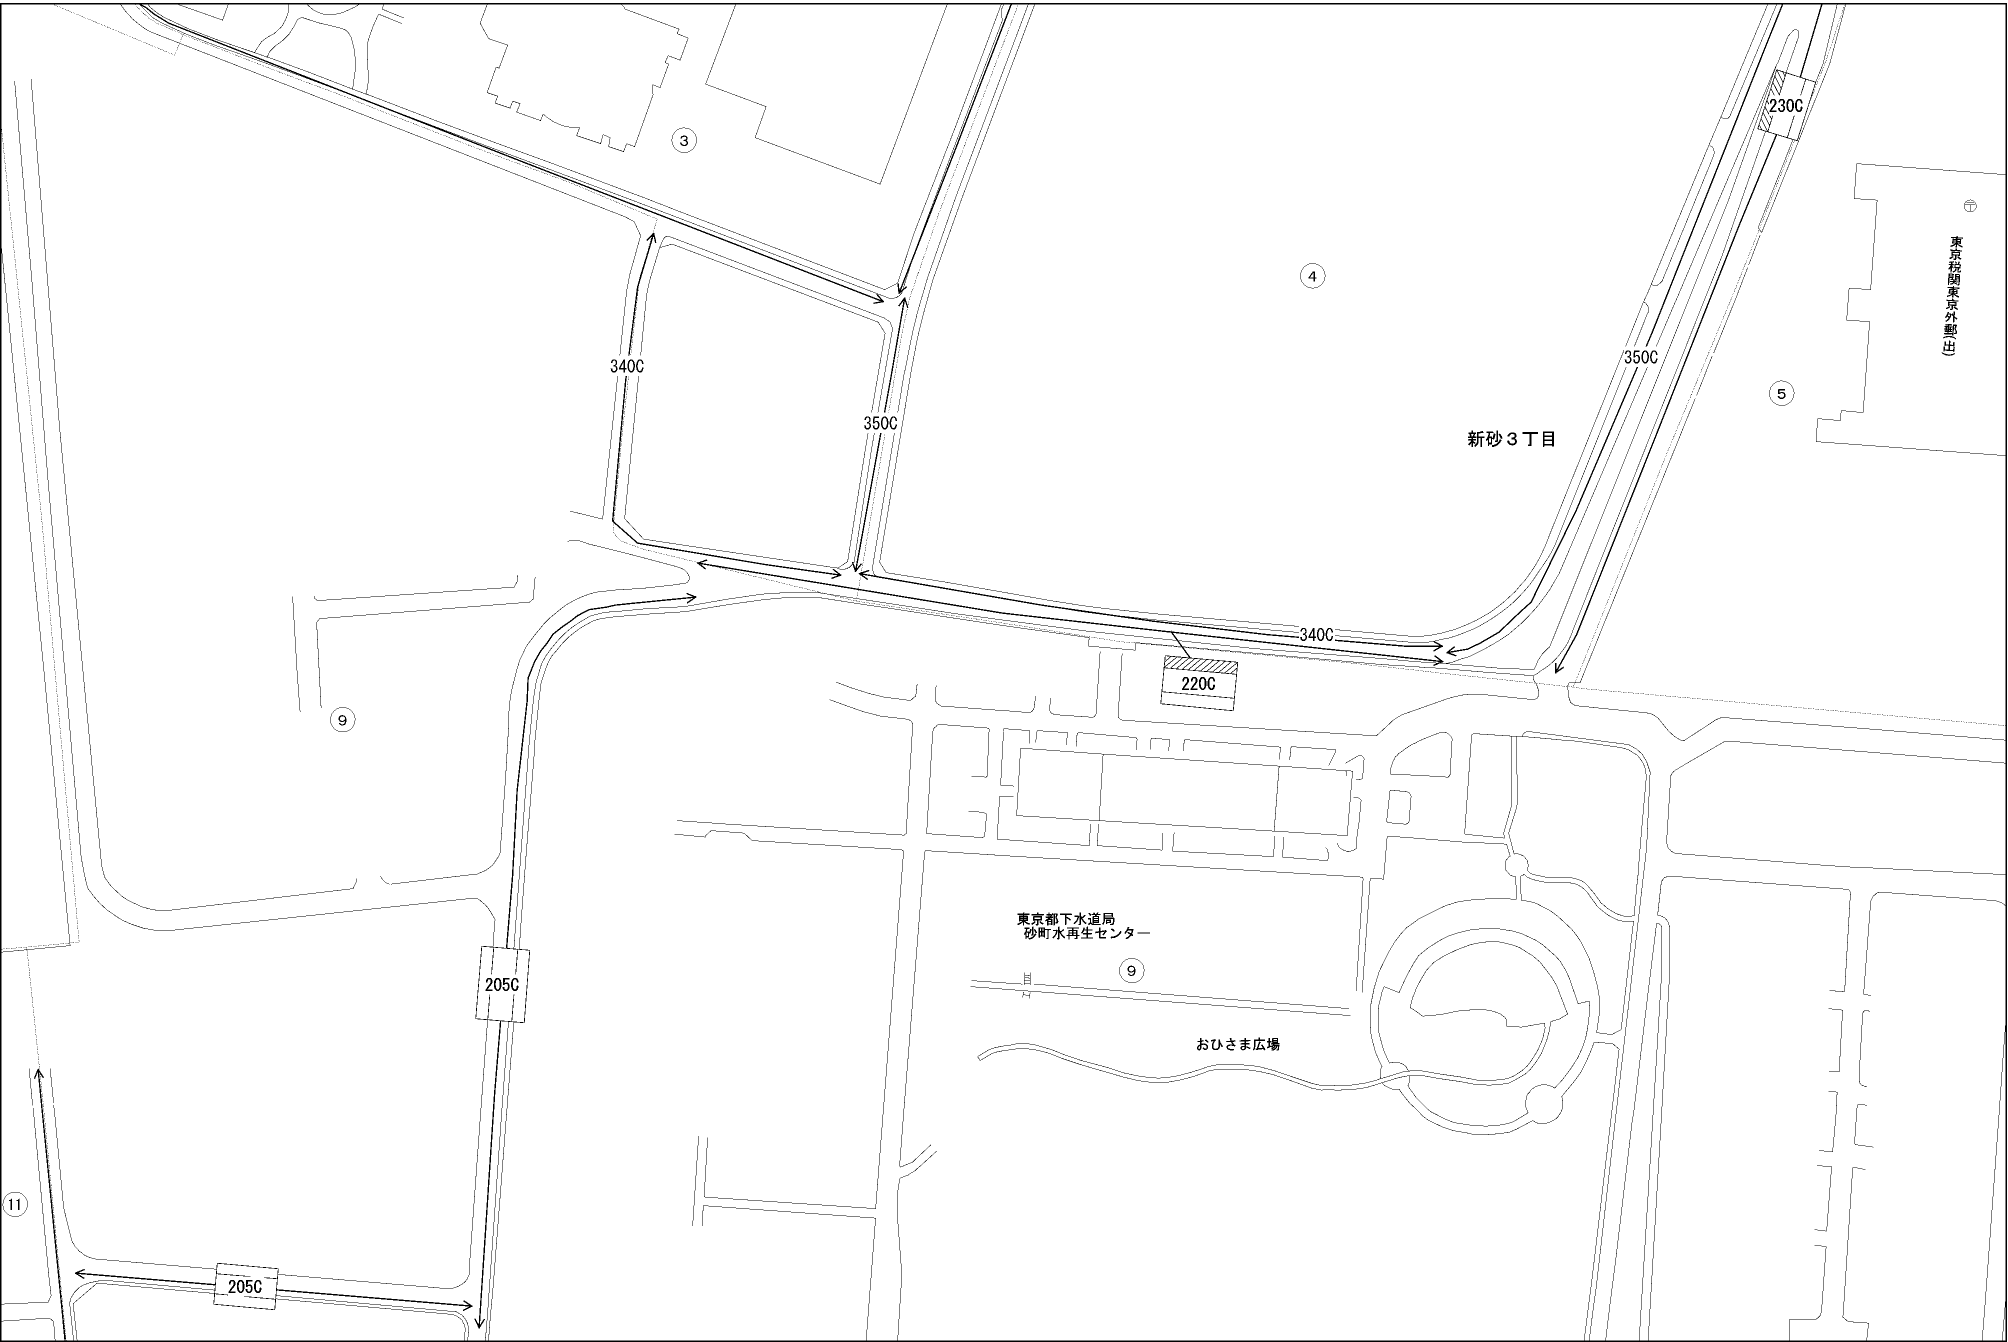 230C
③
④
東京税関東京外郵(出)
340C
350C
350C
⑤
新砂３丁目
340C
220C
⑨
東京都下水道局
砂町水再生センター
⑨
205C
おひさま広場
⑪
205C